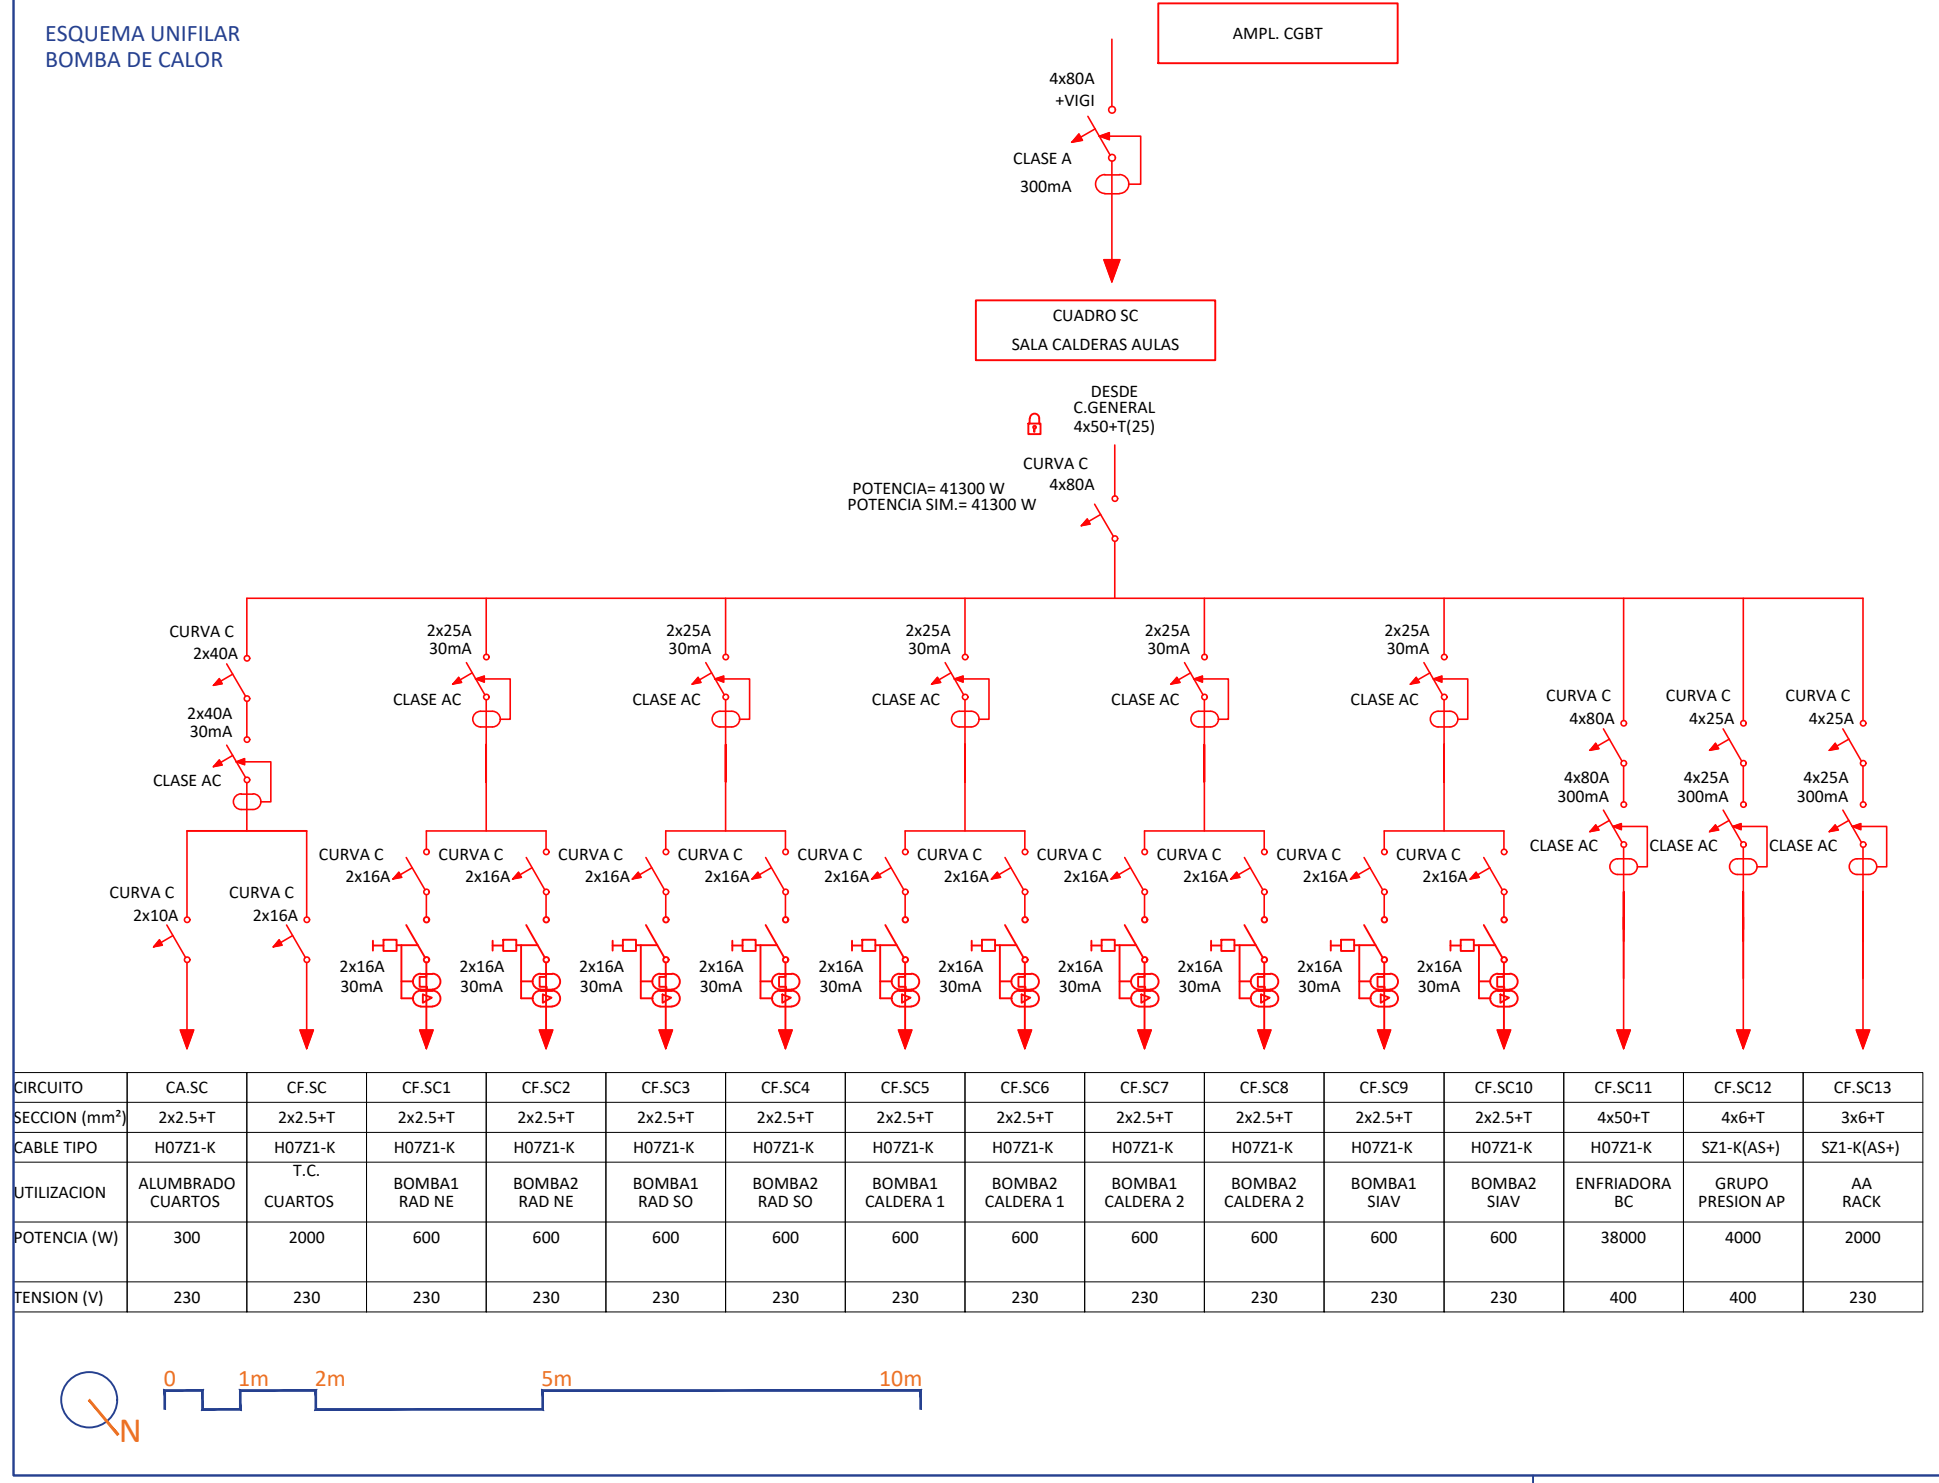 ESQUEMA UNIFILAR
BOMBA DE CALOR
AMPL. CGBT
4x80A
+VIGI
CLASE A
300mA
CUADRO SC
SALA CALDERAS AULAS
DESDE
C.GENERAL
4x50+T(25)
CURVA C
4x80A
POTENCIA= 41300 W
POTENCIA SIM.= 41300 W
CURVA C
2x40A
2x40A
30mA
CLASE AC
2x25A
30mA
CLASE AC
2x25A
30mA
CLASE AC
2x25A
30mA
CLASE AC
2x25A
30mA
CLASE AC
2x25A
30mA
CLASE AC
CURVA C
4x80A
4x80A
300mA
CLASE AC
CURVA C
4x25A
4x25A
300mA
CLASE AC
CURVA C
4x25A
4x25A
300mA
CLASE AC
CURVA C
2x10A
CURVA C
2x16A
CURVA C
2x16A
2x16A
30mA
CURVA C
2x16A
2x16A
30mA
CURVA C
2x16A
2x16A
30mA
CURVA C
2x16A
2x16A
30mA
CURVA C
2x16A
2x16A
30mA
CURVA C
2x16A
2x16A
30mA
CURVA C
2x16A
2x16A
30mA
CURVA C
2x16A
2x16A
30mA
CURVA C
2x16A
2x16A
30mA
CURVA C
2x16A
2x16A
30mA
CIRCUITO CA.SC CF.SC CF.SC1 CF.SC2 CF.SC3 CF.SC4 CF.SC5 CF.SC6 CF.SC7 CF.SC8 CF.SC9 CF.SC10 CF.SC11 CF.SC12 CF.SC13
SECCION (mm²) 2x2.5+T 2x2.5+T 2x2.5+T 2x2.5+T 2x2.5+T 2x2.5+T 2x2.5+T 2x2.5+T 2x2.5+T 2x2.5+T 2x2.5+T 2x2.5+T 4x50+T 4x6+T 3x6+T
CABLE TIPO H07Z1-K H07Z1-K H07Z1-K H07Z1-K H07Z1-K H07Z1-K H07Z1-K H07Z1-K H07Z1-K H07Z1-K H07Z1-K H07Z1-K H07Z1-K SZ1-K(AS+) SZ1-K(AS+)
UTILIZACION
ALUMBRADO
CUARTOS
T.C.
CUARTOS
BOMBA1
RAD NE
BOMBA2
RAD NE
BOMBA1
RAD SO
BOMBA2
RAD SO
BOMBA1
CALDERA 1
BOMBA2
CALDERA 1
BOMBA1
CALDERA 2
BOMBA2
CALDERA 2
BOMBA1
SIAV
BOMBA2
SIAV
ENFRIADORA
BC
GRUPO
PRESION AP
AA
RACK
POTENCIA (W) 300 2000 600 600 600 600 600 600 600 600 600 600 38000 4000 2000
TENSION (V) 230 230 230 230 230 230 230 230 230 230 230 230 400 400 230
0 1m 2m 5m 10m
N